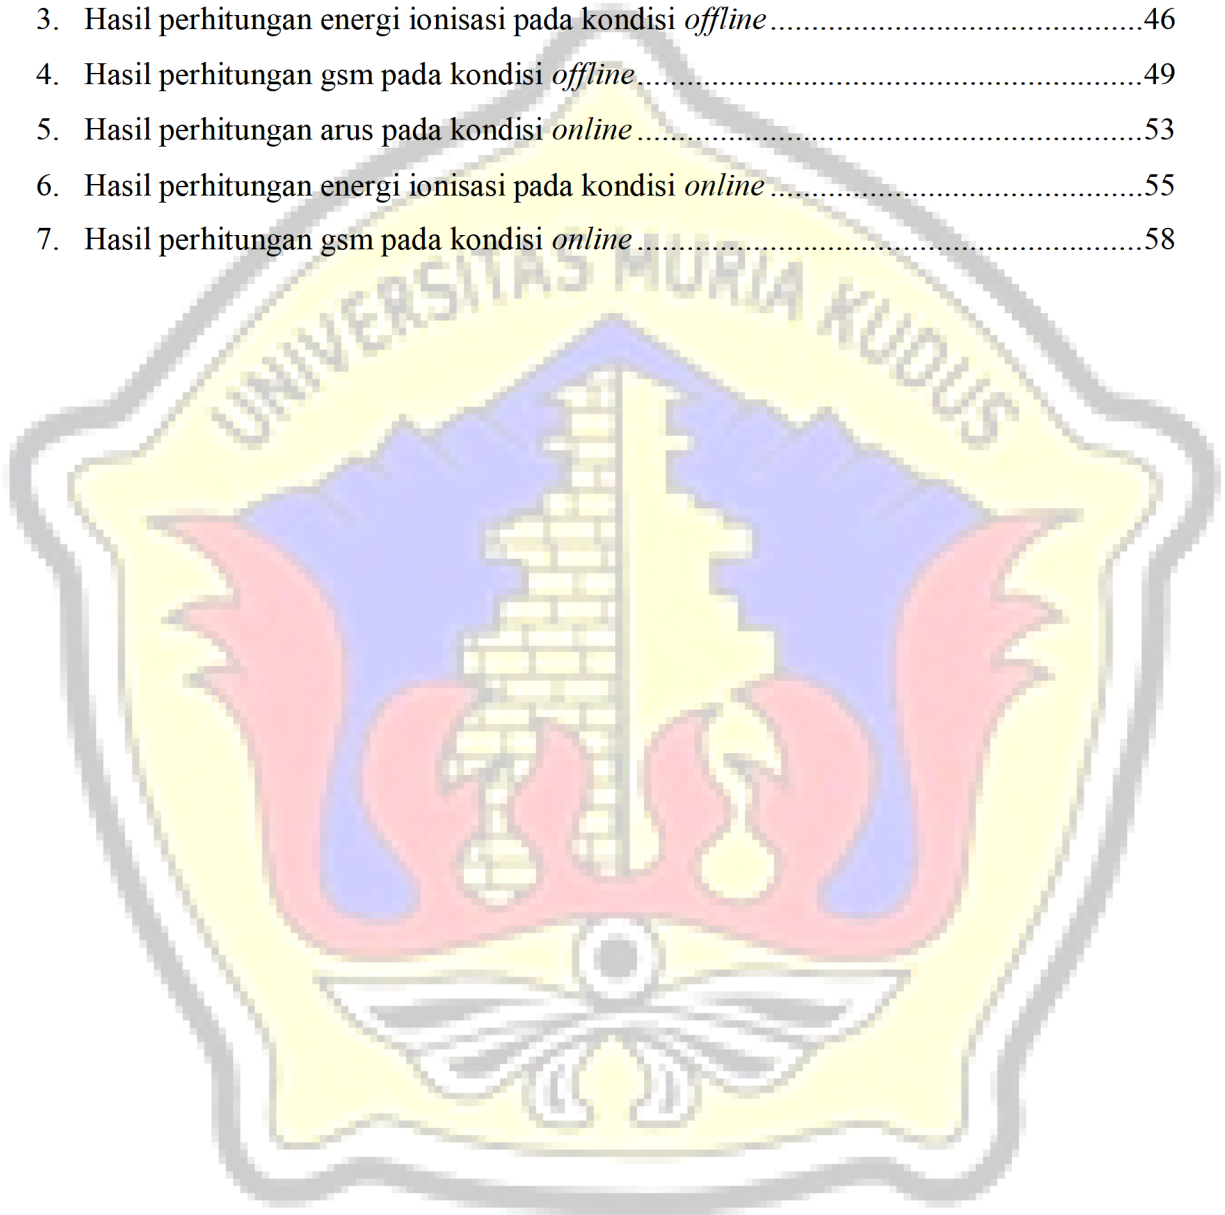 3. Hasil perhitungan energi ionisasi pada kondisi offline ........................................ 46
4. Hasil perhitungan gsm pada kondisi offline ........................................ 49
5. Hasil perhitungan arus pada kondisi online ........................................ 53
6. Hasil perhitungan energi ionisasi pada kondisi online ........................................ 55
7. Hasil perhitungan gsm pada kondisi online ........................................ 58
UNIVERSITAS MURIA KUDUS